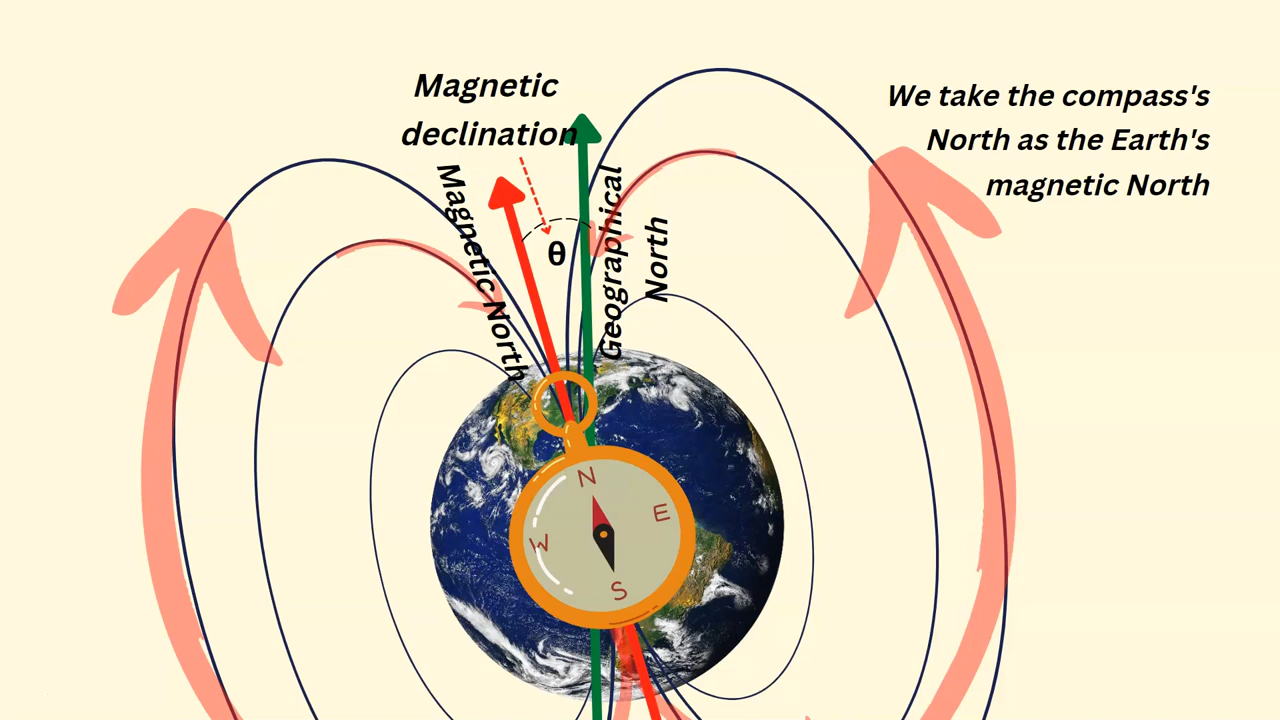 Magnetic
declination
We take the compass's
North as the Earth's
magnetic North
Magnetic North
Geographical
North
θ
N
E
W
S